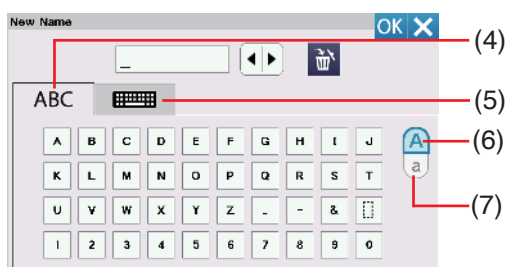 New Name OK
(4)
_
ABC (5)
A B C D E F G H I J A (6)
K L M N O P Q R S T a
U V W X Y Z - - & (7)
1 2 3 4 5 6 7 8 9 0